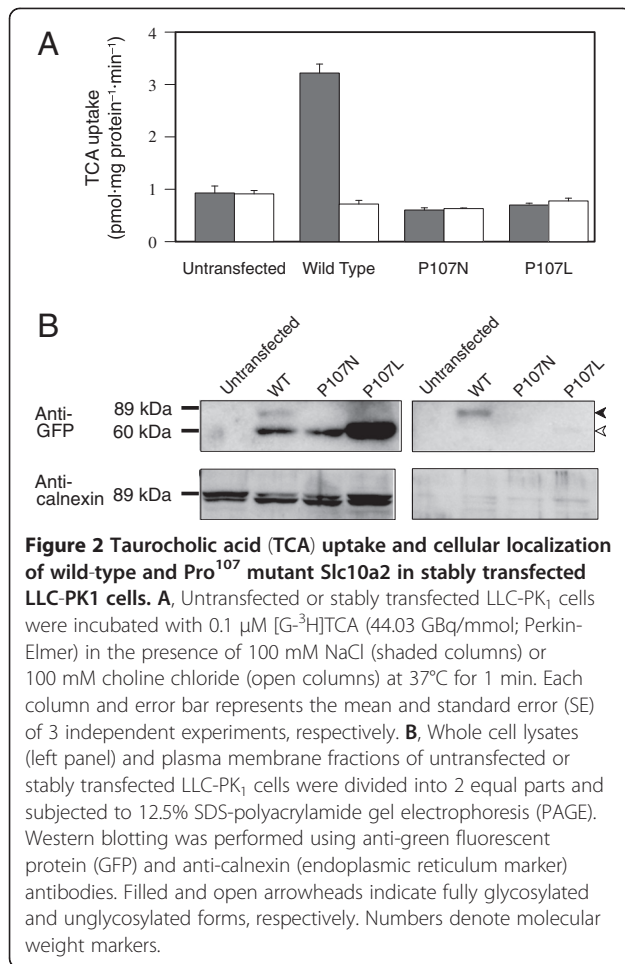 A
4
3
2
1
0
TCA uptake
(pmol·mg protein⁻¹·min⁻¹)
Untransfected Wild Type P107N P107L
B
Untransfected WT P107N P107L Untransfected WT P107N P107L
Anti-GFP 89 kDa
60 kDa
Anti-calnexin 89 kDa
Figure 2 Taurocholic acid (TCA) uptake and cellular localization
of wild-type and Pro¹⁰⁷ mutant Slc10a2 in stably transfected
LLC-PK1 cells. A, Untransfected or stably transfected LLC-PK₁ cells
were incubated with 0.1 μM [G-³H]TCA (44.03 GBq/mmol; Perkin-
Elmer) in the presence of 100 mM NaCl (shaded columns) or
100 mM choline chloride (open columns) at 37°C for 1 min. Each
column and error bar represents the mean and standard error (SE)
of 3 independent experiments, respectively. B, Whole cell lysates
(left panel) and plasma membrane fractions of untransfected or
stably transfected LLC-PK₁ cells were divided into 2 equal parts and
subjected to 12.5% SDS-polyacrylamide gel electrophoresis (PAGE).
Western blotting was performed using anti-green fluorescent
protein (GFP) and anti-calnexin (endoplasmic reticulum marker)
antibodies. Filled and open arrowheads indicate fully glycosylated
and unglycosylated forms, respectively. Numbers denote molecular
weight markers.